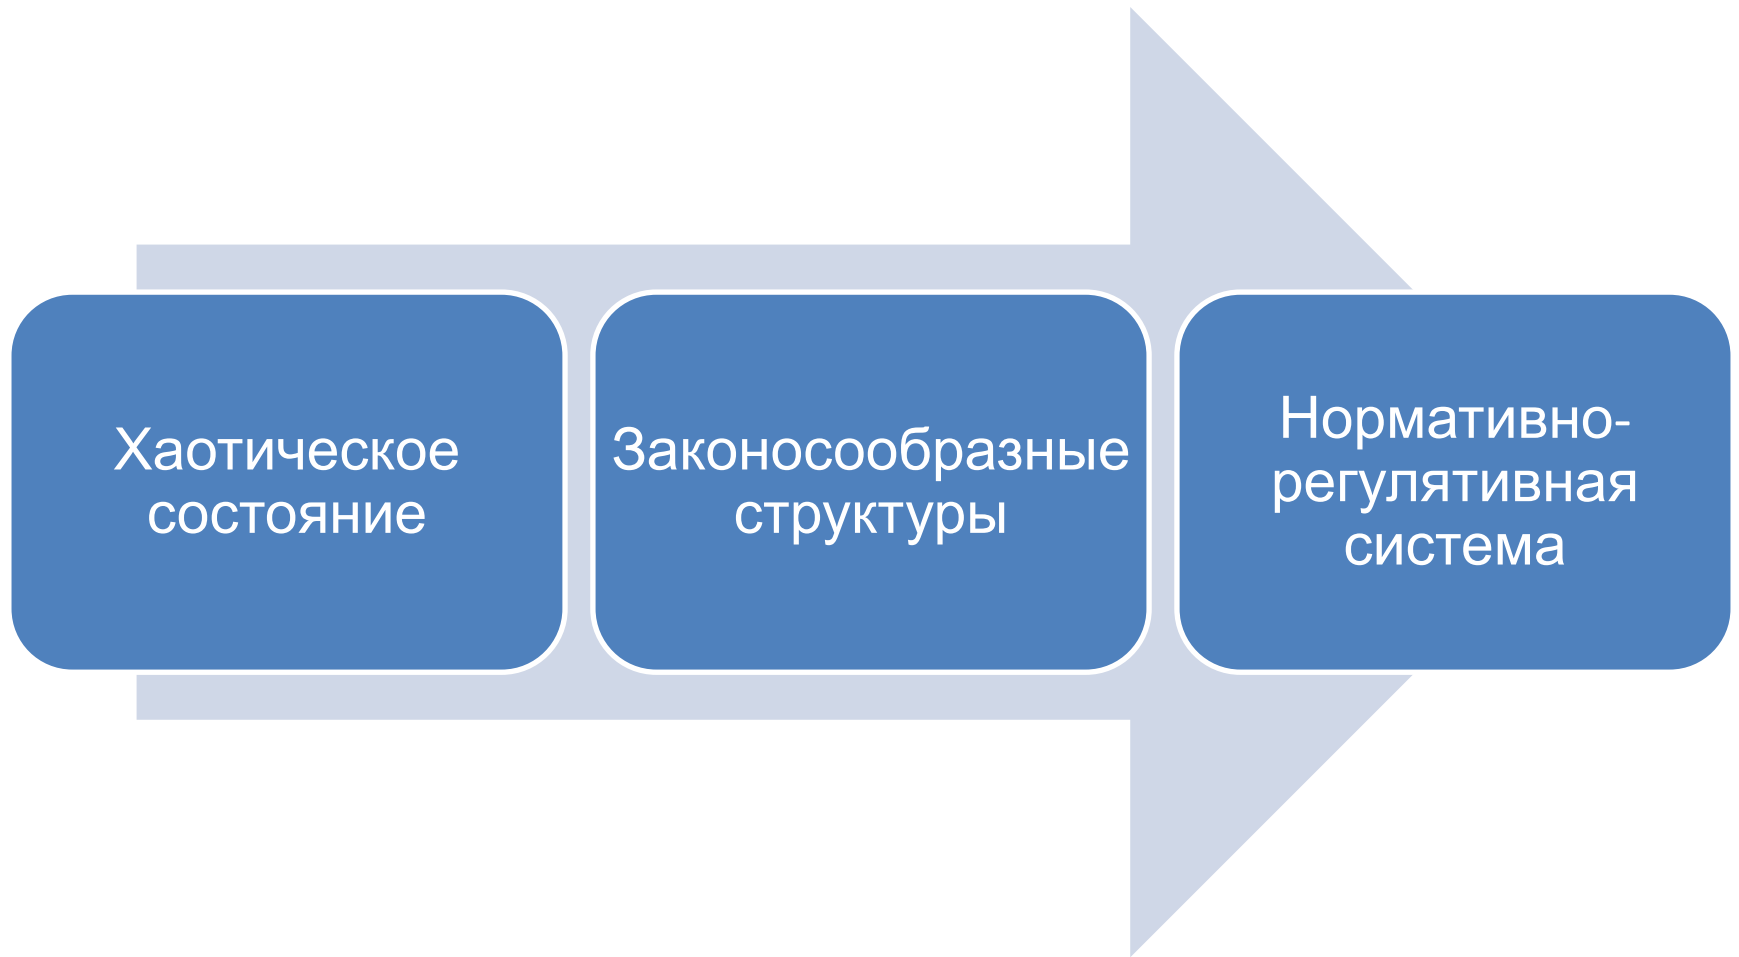 Хаотическое
состояние
Законосообразные
структуры
Нормативно-
регулятивная
система